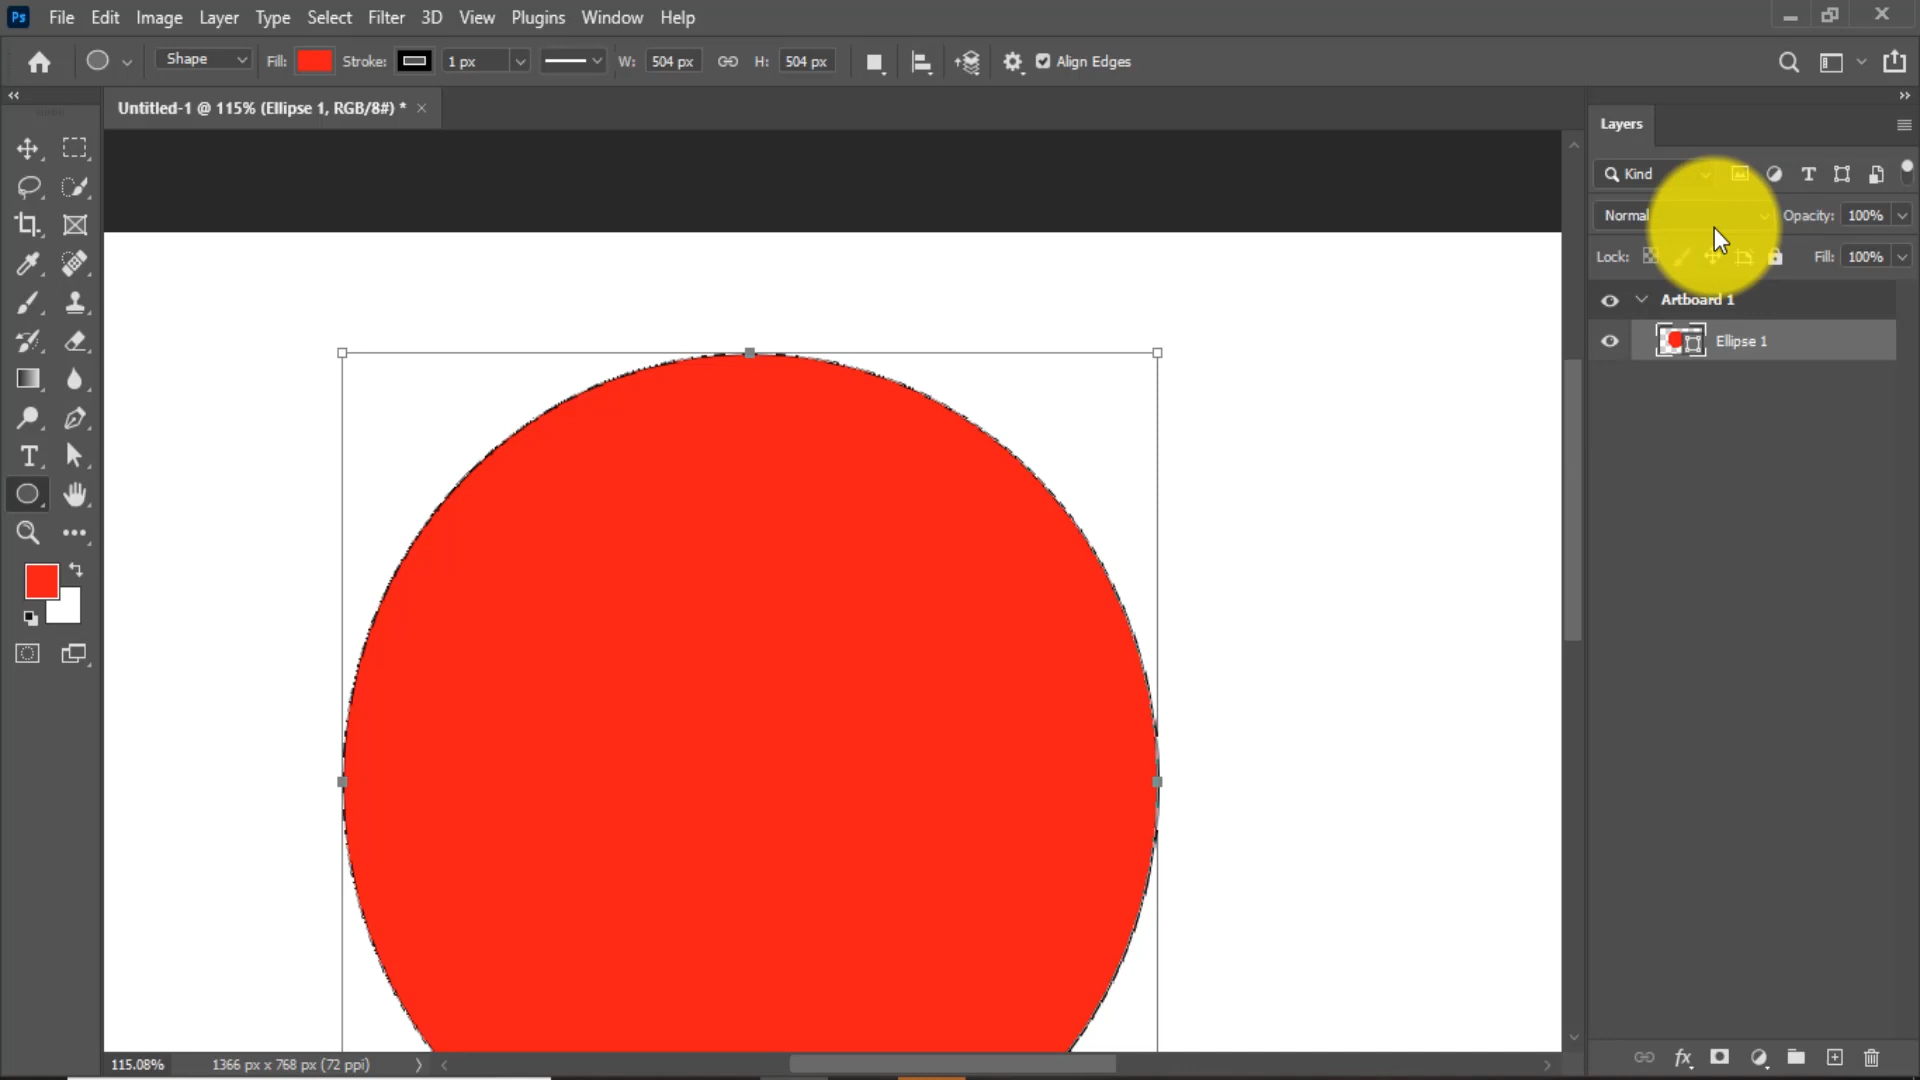 Ps File Edit Image Layer Type Select Filter 3D View Plugins Window Help
Shape Fill: Stroke: 1 px W: 504 px H: 504 px Align Edges
Untitled-1 @ 115% (Ellipse 1, RGB/8#) *
Layers
Kind
Normal Opacity: 100%
Lock: Fill: 100%
Artboard 1
Ellipse 1
115.08% 1366 px x 768 px (72 ppi)